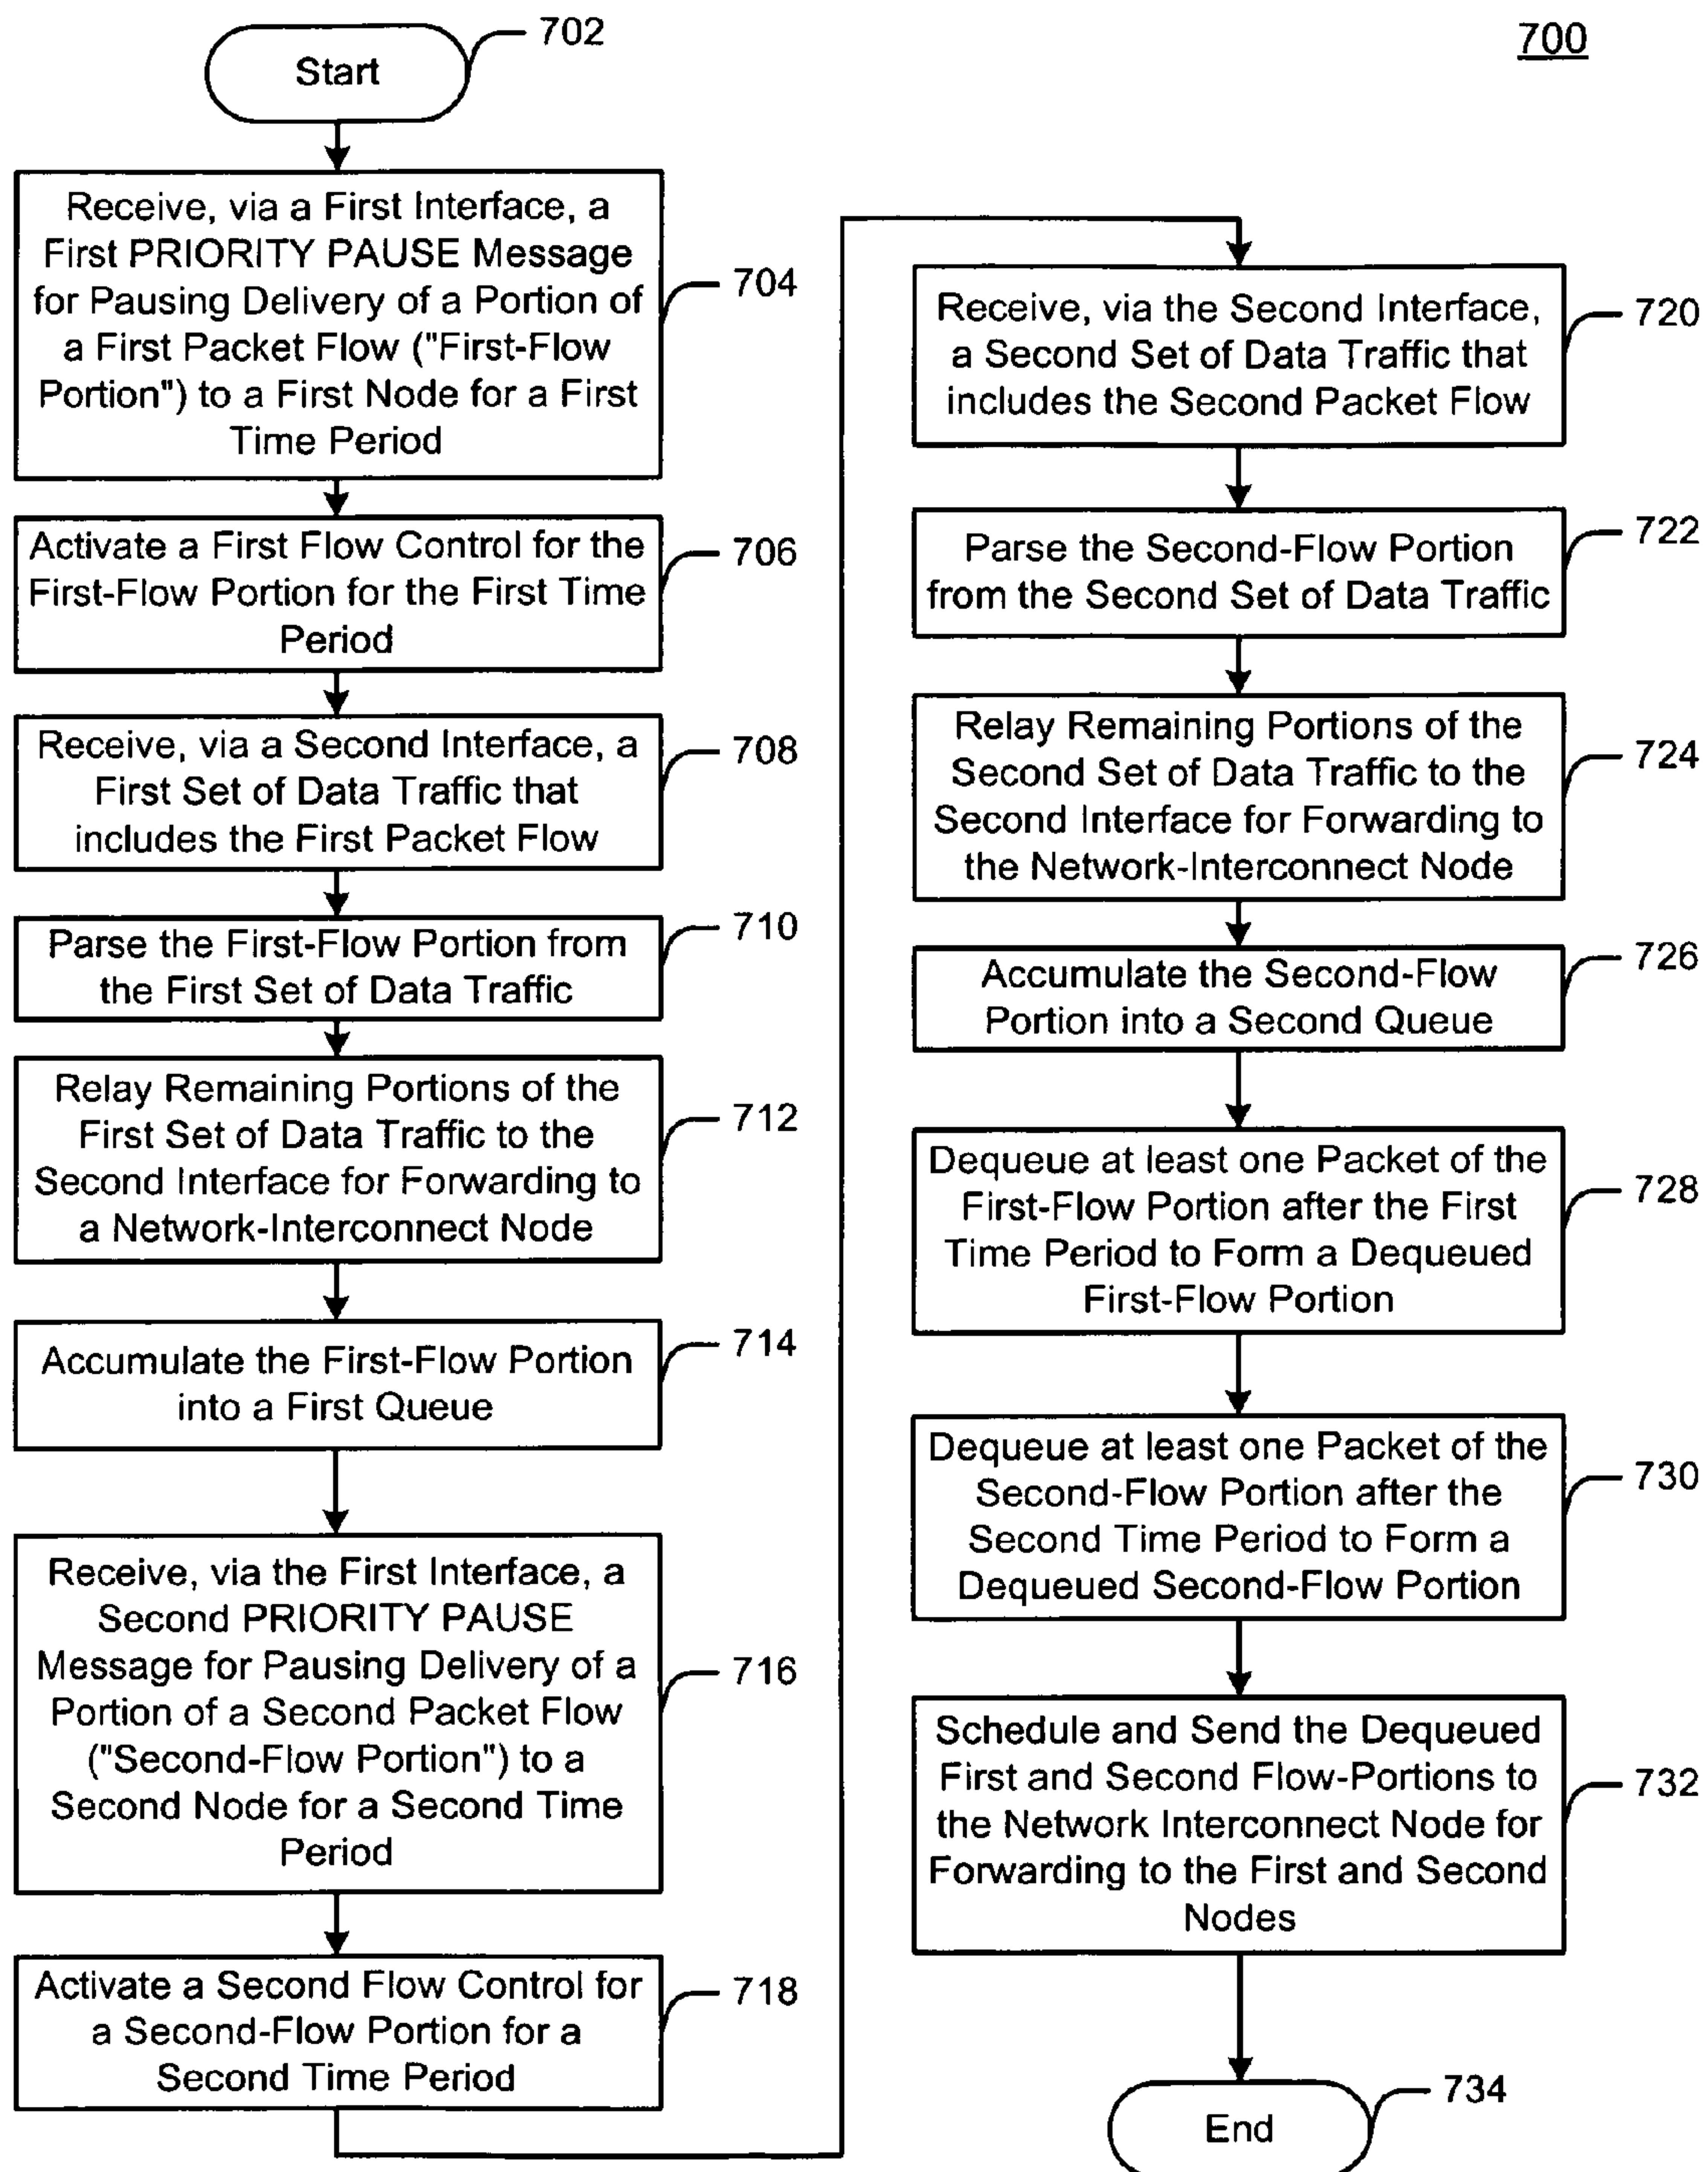 700
Start
702
Receive, via a First Interface, a
First PRIORITY PAUSE Message
for Pausing Delivery of a Portion of
a First Packet Flow ("First-Flow
Portion") to a First Node for a First
Time Period
704
Activate a First Flow Control for the
First-Flow Portion for the First Time
Period
706
Receive, via a Second Interface, a
First Set of Data Traffic that
includes the First Packet Flow
708
Parse the First-Flow Portion from
the First Set of Data Traffic
710
Relay Remaining Portions of the
First Set of Data Traffic to the
Second Interface for Forwarding to
a Network-Interconnect Node
712
Accumulate the First-Flow Portion
into a First Queue
714
Receive, via the First Interface, a
Second PRIORITY PAUSE
Message for Pausing Delivery of a
Portion of a Second Packet Flow
("Second-Flow Portion") to a
Second Node for a Second Time
Period
716
Activate a Second Flow Control for
a Second-Flow Portion for a
Second Time Period
718
Receive, via the Second Interface,
a Second Set of Data Traffic that
includes the Second Packet Flow
720
Parse the Second-Flow Portion
from the Second Set of Data Traffic
722
Relay Remaining Portions of the
Second Set of Data Traffic to the
Second Interface for Forwarding to
the Network-Interconnect Node
724
Accumulate the Second-Flow
Portion into a Second Queue
726
Dequeue at least one Packet of the
First-Flow Portion after the First
Time Period to Form a Dequeued
First-Flow Portion
728
Dequeue at least one Packet of the
Second-Flow Portion after the
Second Time Period to Form a
Dequeued Second-Flow Portion
730
Schedule and Send the Dequeued
First and Second Flow-Portions to
the Network Interconnect Node for
Forwarding to the First and Second
Nodes
732
End
734